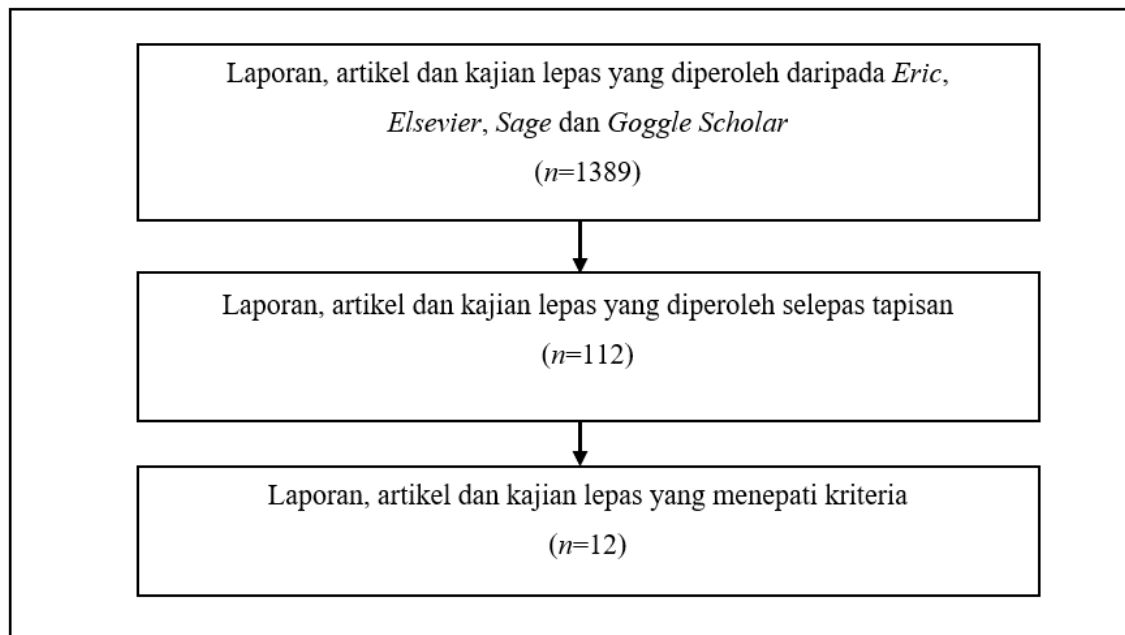 Laporan, artikel dan kajian lepas yang diperoleh daripada Eric,
Elsevier, Sage dan Goggle Scholar
(n=1389)
Laporan, artikel dan kajian lepas yang diperoleh selepas tapisan
(n=112)
Laporan, artikel dan kajian lepas yang menepati kriteria
(n=12)